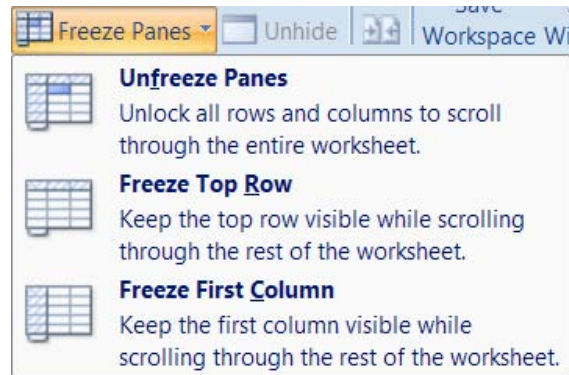 Freeze Panes Unhide Save
Workspace Wi
Unfreeze Panes
Unlock all rows and columns to scroll
through the entire worksheet.
Freeze Top Row
Keep the top row visible while scrolling
through the rest of the worksheet.
Freeze First Column
Keep the first column visible while
scrolling through the rest of the worksheet.